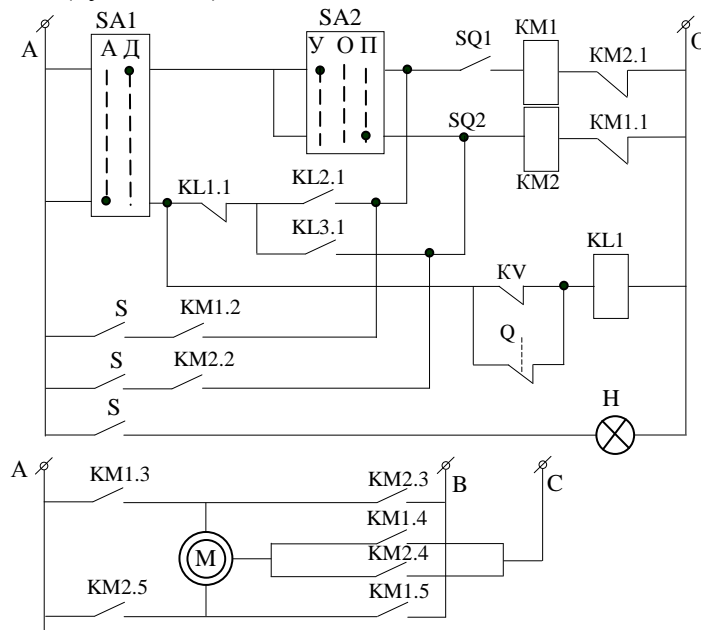 SA1
SA2
KM1
A
А Д
У О П
SQ1
KM2.1
O
SQ2
KM1.1
KM2
KL1.1
KL2.1
KL3.1
KL1
KV
S
KM1.2
Q
S
KM2.2
S
H
A
KM1.3
KM2.3
B
C
KM1.4
M
KM2.4
KM2.5
KM1.5